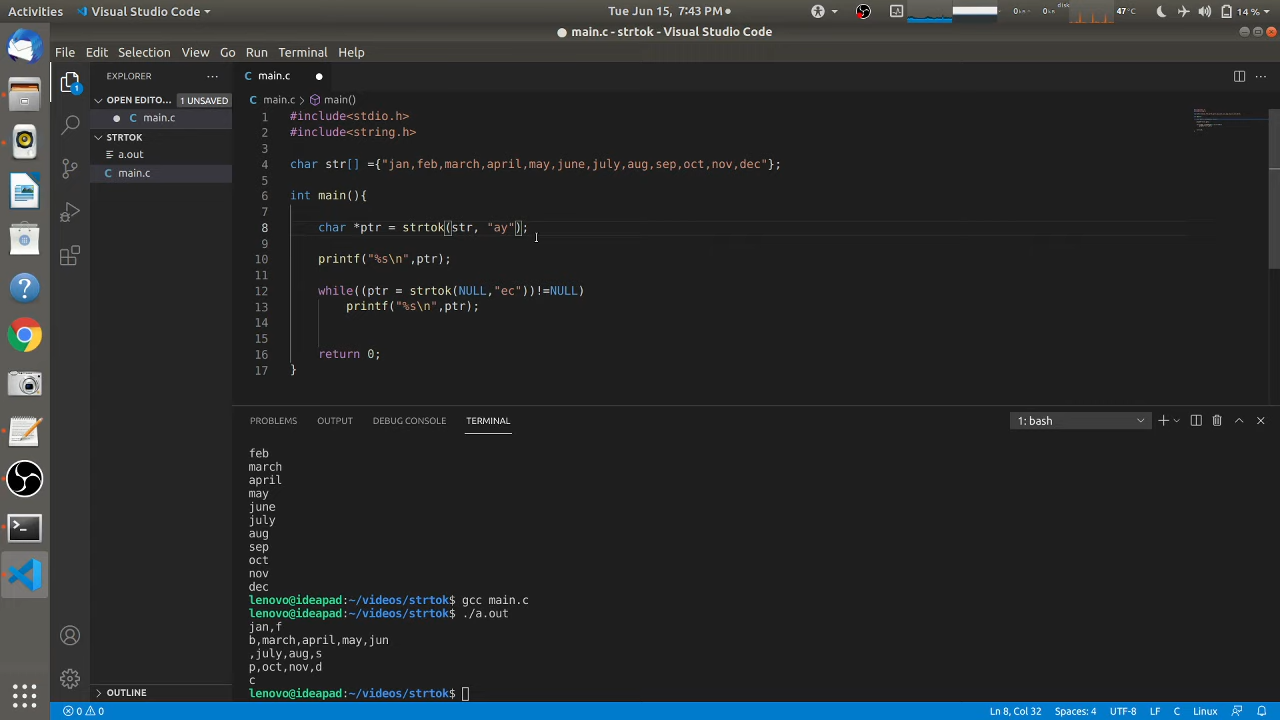 Activities Visual Studio Code Tue Jun 15, 7:43 PM 47°C 14 %
main.c - strtok - Visual Studio Code
File Edit Selection View Go Run Terminal Help
EXPLORER
main.c
OPEN EDITO... 1 UNSAVED
main.c
STRTOK
a.out
main.c
OUTLINE
main.c > main()
1 #include<stdio.h>
2 #include<string.h>
3
4 char str[] ={"jan,feb,march,april,may,june,july,aug,sep,oct,nov,dec"};
5
6 int main(){
7
8 char *ptr = strtok(str, "ay");
9
10 printf("%s\n",ptr);
11
12 while((ptr = strtok(NULL,"ec"))!=NULL)
13 printf("%s\n",ptr);
14
15
16 return 0;
17 }
PROBLEMS OUTPUT DEBUG CONSOLE TERMINAL 1: bash
feb
march
april
may
june
july
aug
sep
oct
nov
dec
lenovo@ideapad:~/videos/strtok$ gcc main.c
lenovo@ideapad:~/videos/strtok$ ./a.out
jan,f
b,march,april,may,jun
,july,aug,s
p,oct,nov,d
c
lenovo@ideapad:~/videos/strtok$
0 0 Ln 8, Col 32 Spaces: 4 UTF-8 LF C Linux